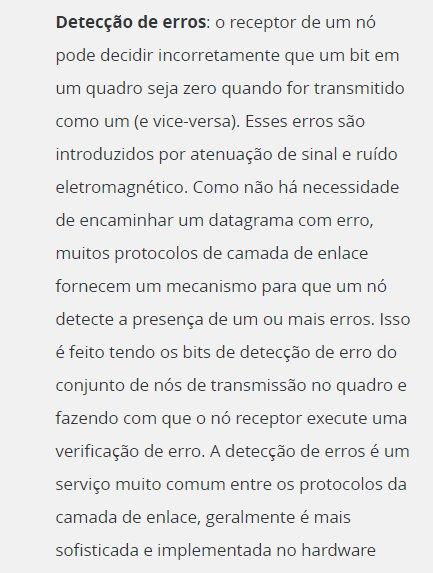 Detecção de erros: o receptor de um nó
pode decidir incorretamente que um bit em
um quadro seja zero quando for transmitido
como um (e vice-versa). Esses erros são
introduzidos por atenuação de sinal e ruído
eletromagnético. Como não há necessidade
de encaminhar um datagrama com erro,
muitos protocolos de camada de enlace
fornecem um mecanismo para que um nó
detecte a presença de um ou mais erros. Isso
é feito tendo os bits de detecção de erro do
conjunto de nós de transmissão no quadro e
fazendo com que o nó receptor execute uma
verificação de erro. A detecção de erros é um
serviço muito comum entre os protocolos da
camada de enlace, geralmente é mais
sofisticada e implementada no hardware